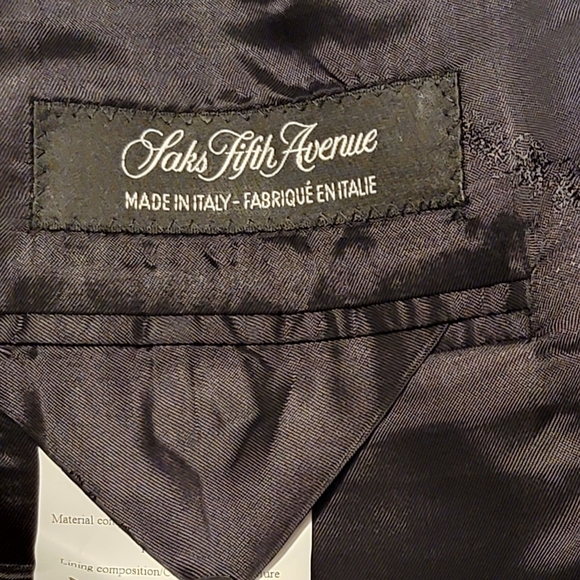 Saks Fifth Avenue
MADE IN ITALY - FABRIQUÉ EN ITALIE
Material
Lining composition/C